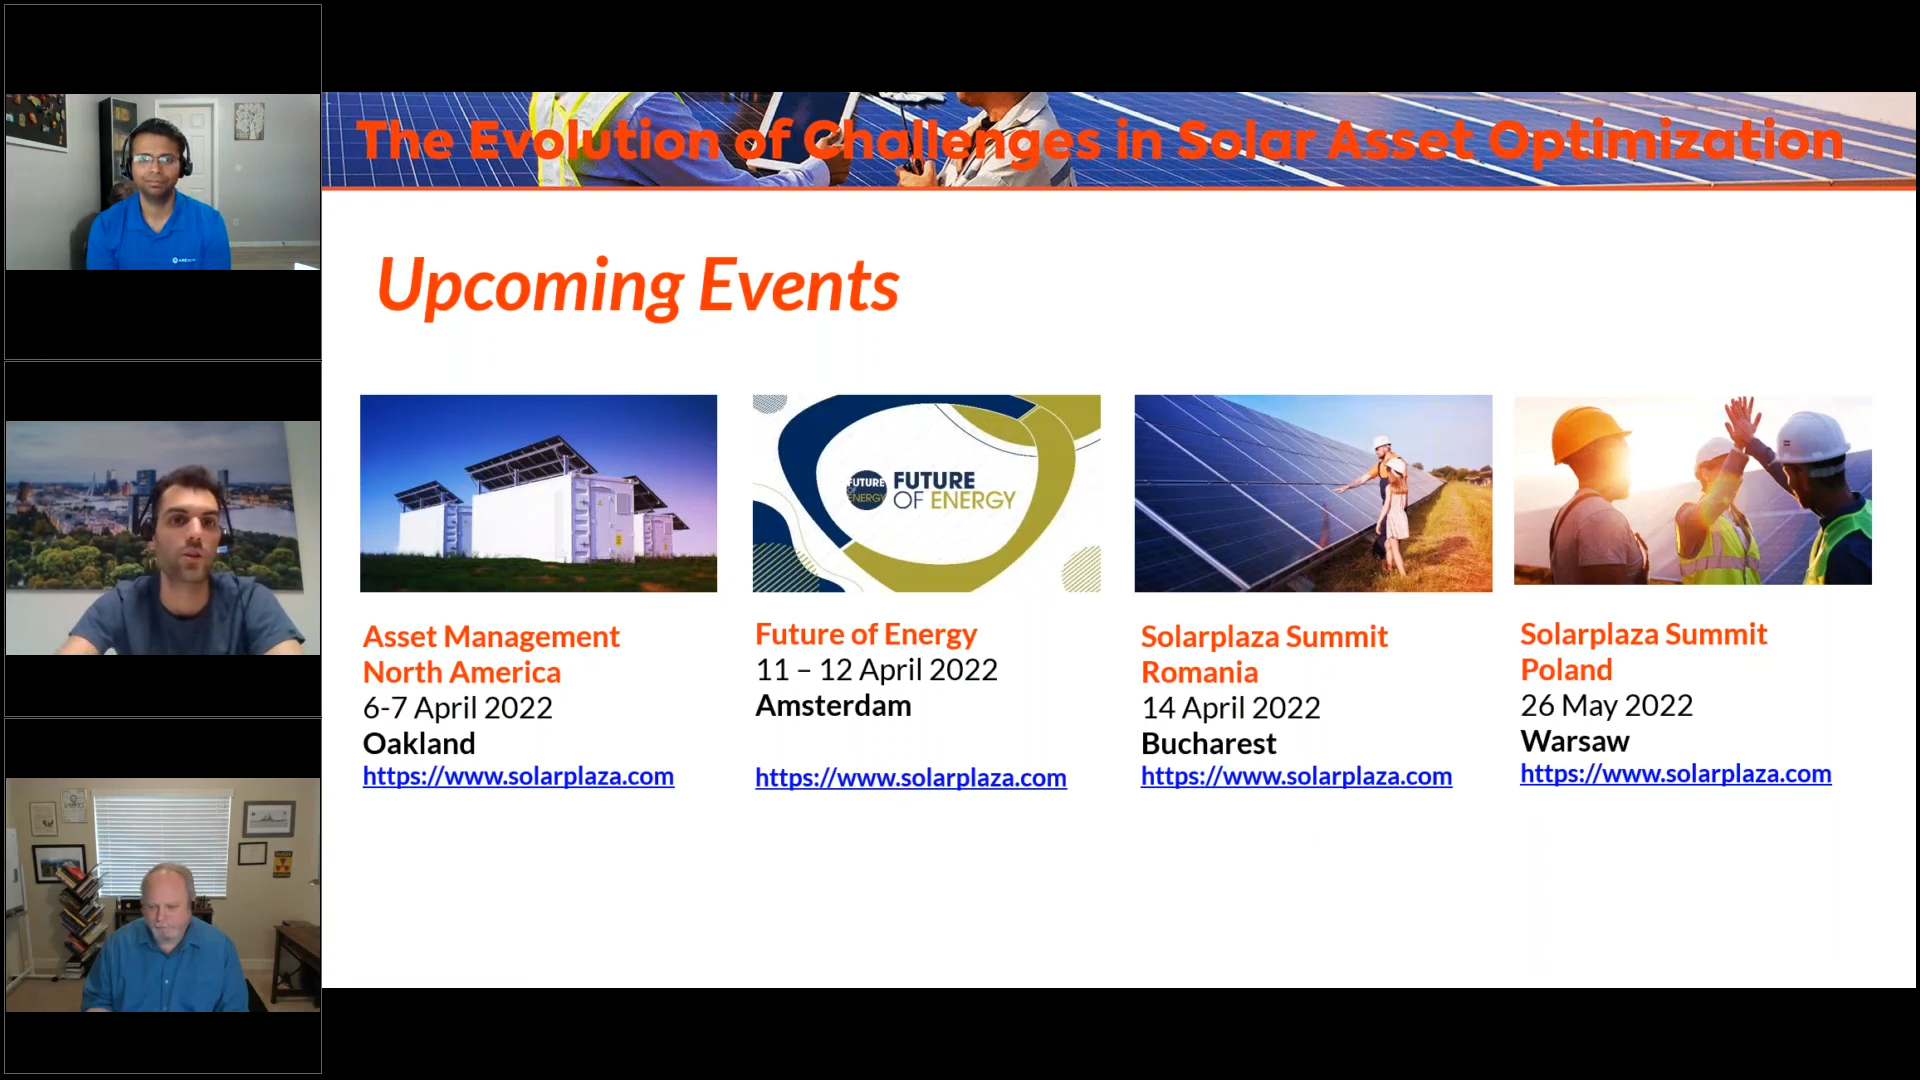 The Evolution of Challenges in Solar Asset Optimization
Upcoming Events
FUTURE
OF ENERGY
FUTURE
OF ENERGY
Asset Management
North America
6-7 April 2022
Oakland
https://www.solarplaza.com
Future of Energy
11 – 12 April 2022
Amsterdam
https://www.solarplaza.com
Solarplaza Summit
Romania
14 April 2022
Bucharest
https://www.solarplaza.com
Solarplaza Summit
Poland
26 May 2022
Warsaw
https://www.solarplaza.com